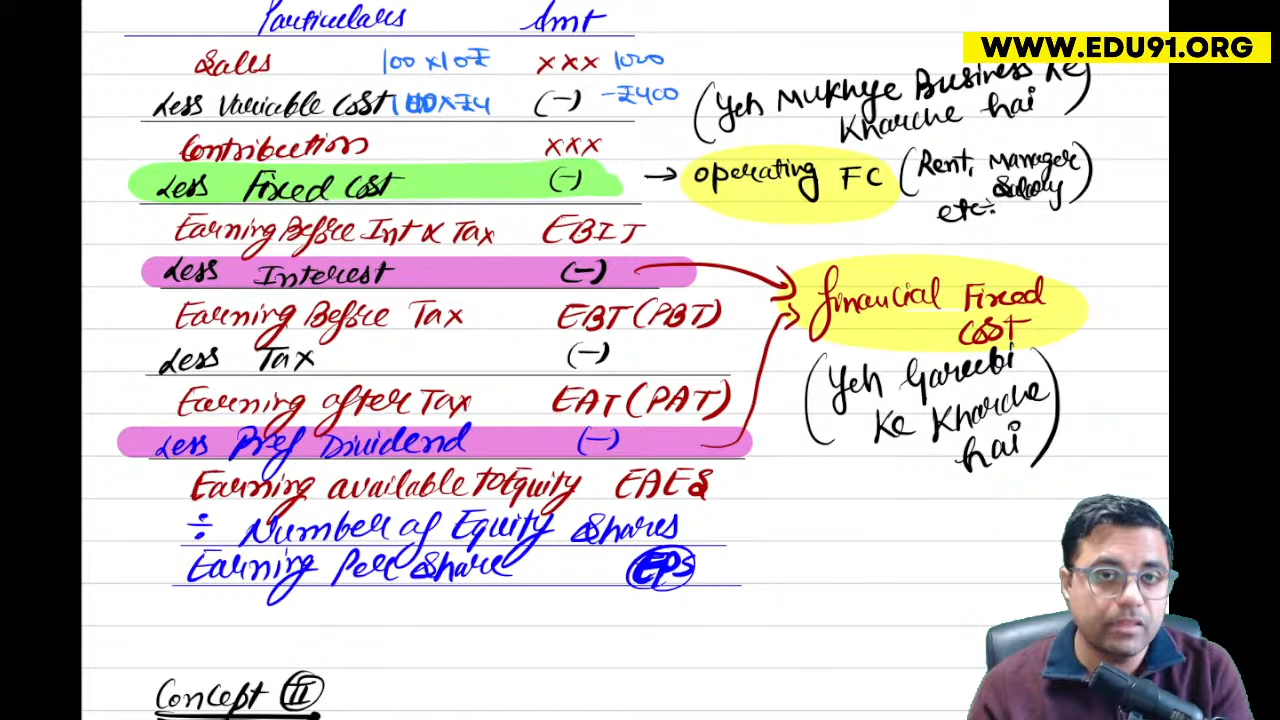 WWW.EDU91.ORG
Particulars Amt
Sales 100 x 10₹ xxx 1000
Less Variable Cost 100x₹4 (-) -₹400
Contribution xxx
Less Fixed Cost (-) → operating FC (Rent, Manager Salary etc.
(Yeh Mukhye Business ke
Kharche hai)
Earning Before Int & Tax EBIT
Less Interest (-)
Earning Before Tax EBT (PBT)
Less Tax (-)
Earning after Tax EAT (PAT)
Less Pref Dividend (-)
financial Fixed
Cost
(Yeh Gareebi
Ke Kharche
hai)
Earning available to Equity EAES
÷ Number of Equity Shares
Earning Per Share EPS
Concept II